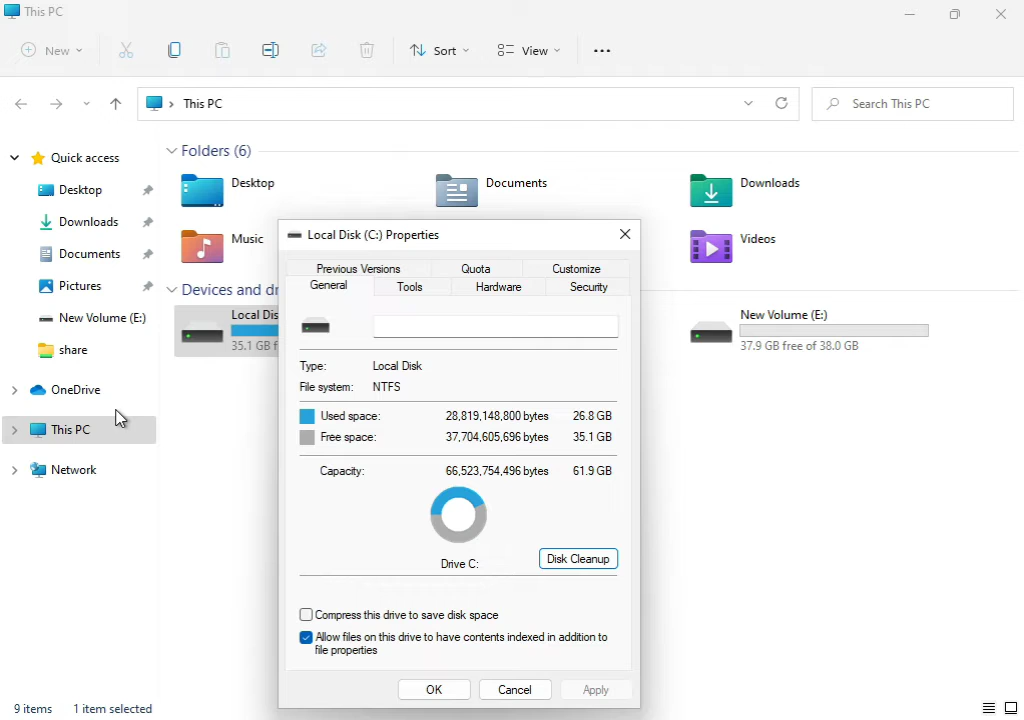 This PC
New
Sort
View
This PC
Search This PC
Quick access
Desktop
Downloads
Documents
Pictures
New Volume (E:)
share
OneDrive
This PC
Network
Folders (6)
Desktop
Documents
Downloads
Music
Videos
Devices and dr
Local Dis
35.1 GB f
New Volume (E:)
37.9 GB free of 38.0 GB
Local Disk (C:) Properties
Previous Versions Quota Customize
General Tools Hardware Security
Type: Local Disk
File system: NTFS
Used space: 28,819,148,800 bytes 26.8 GB
Free space: 37,704,605,696 bytes 35.1 GB
Capacity: 66,523,754,496 bytes 61.9 GB
Drive C:
Disk Cleanup
Compress this drive to save disk space
Allow files on this drive to have contents indexed in addition to
file properties
OK Cancel Apply
9 items 1 item selected